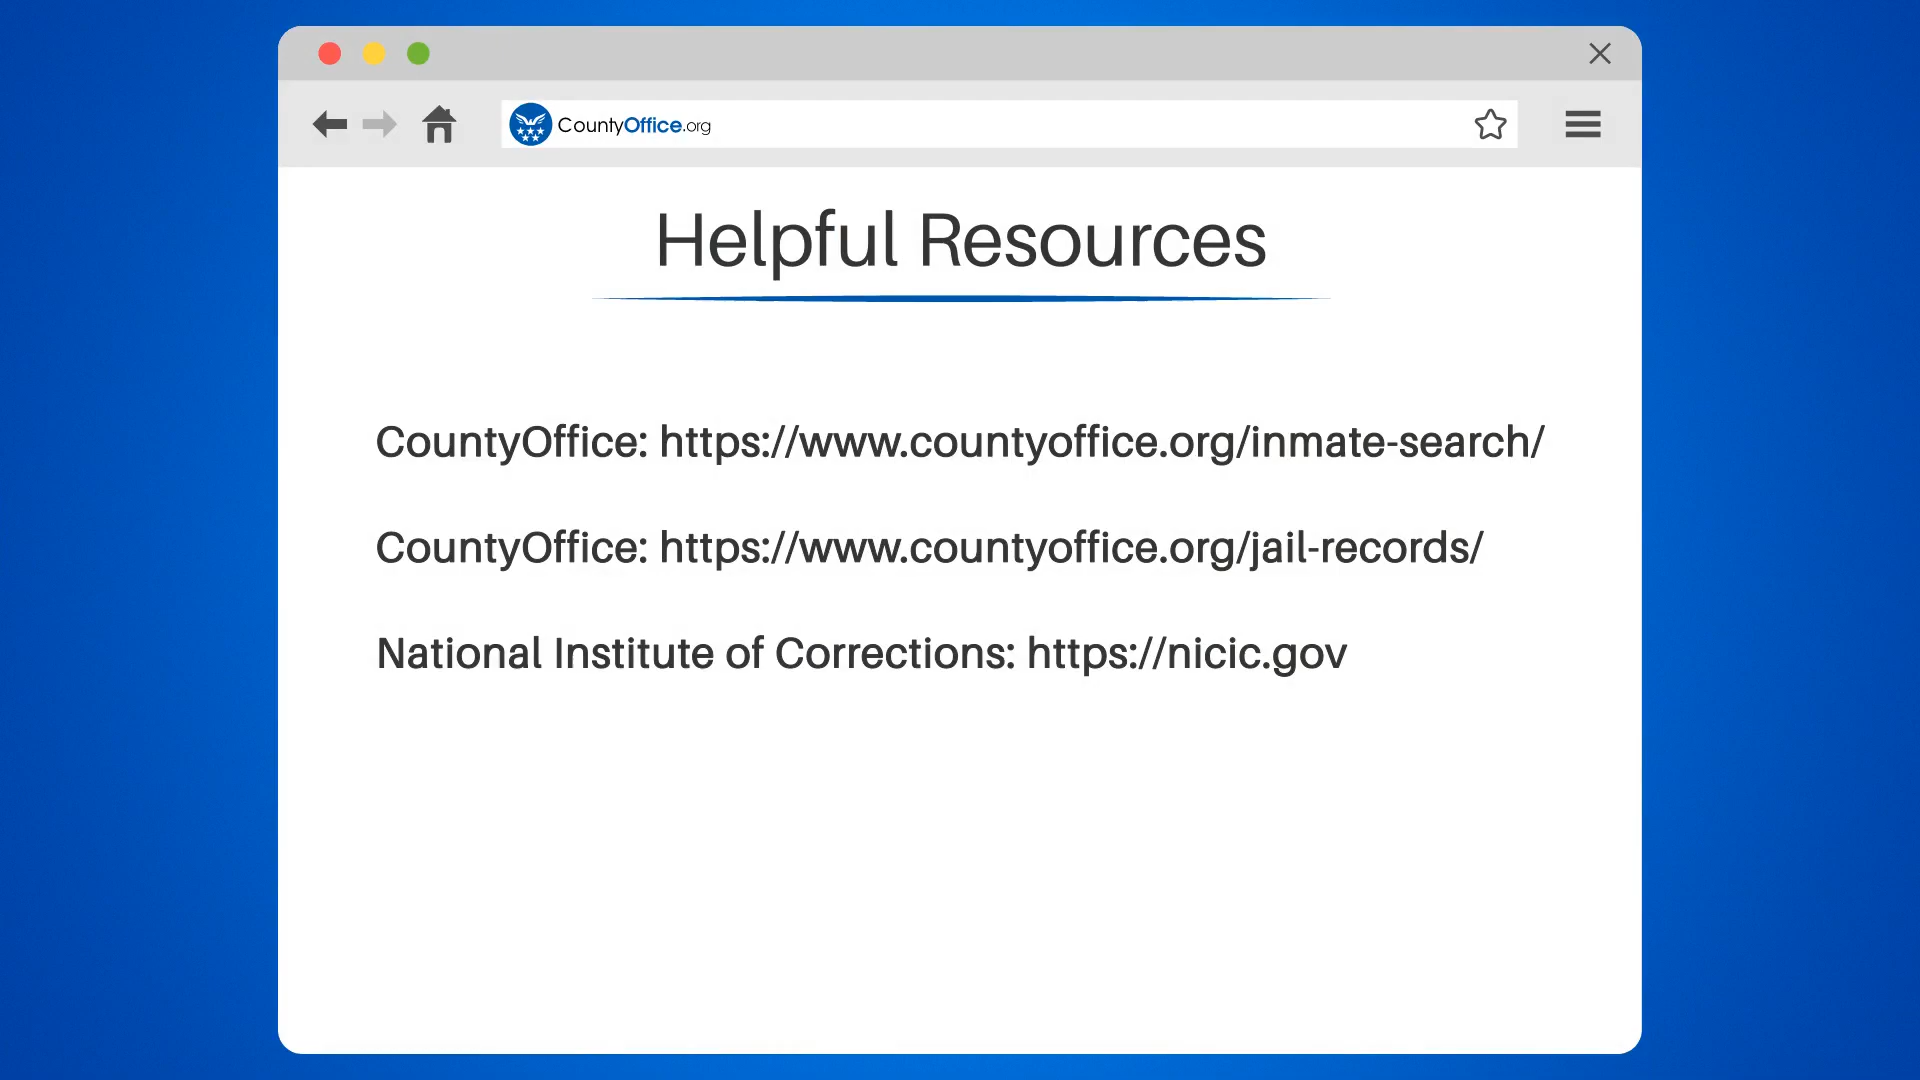 CountyOffice.org
Helpful Resources
CountyOffice: https://www.countyoffice.org/inmate-search/
CountyOffice: https://www.countyoffice.org/jail-records/
National Institute of Corrections: https://nicic.gov